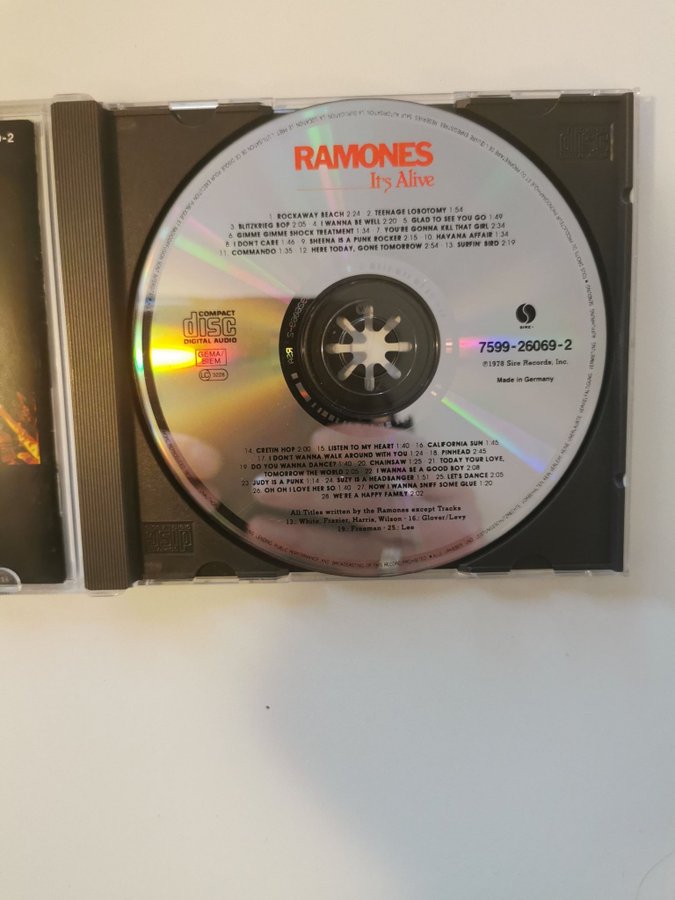 9-2
RAMONES
It's Alive
1 ROCKAWAY BEACH 2:24 2. TEENAGE LOBOTOMY 1:54
3. BLITZKRIEG BOP 2:05 4. I WANNA BE WELL 2:20 5. GLAD TO SEE YOU GO 1:49
6. GIMME GIMME SHOCK TREATMENT 1:34 7. YOU'RE GONNA KILL THAT GIRL 2:34
8. I DON'T CARE 1:46 9. SHEENA IS A PUNK ROCKER 2:15 10. HAVANA AFFAIR 1:34
11. COMMANDO 1:35 12. HERE TODAY, GONE TOMORROW 2:54 13. SURFIN' BIRD 2:19
COMPACT
disc
DIGITAL AUDIO
GEMA/
BIEM
LC 3228
SIRE
7599-26069-2
℗1978 Sire Records, Inc.
Made in Germany
14. CRETIN HOP 2:00 15. LISTEN TO MY HEART 1:40 16. CALIFORNIA SUN 1:45
17. I DON'T WANNA WALK AROUND WITH YOU 1:24 18. PINHEAD 2:45
19. DO YOU WANNA DANCE? 1:40 20. CHAINSAW 1:25 21. TODAY YOUR LOVE,
TOMORROW THE WORLD 2:05 22. I WANNA BE A GOOD BOY 2:08
23. JUDY IS A PUNK 1:14 24. SUZY IS A HEADBANGER 1:51 25. LET'S DANCE 2:05
26. OH OH I LOVE HER SO 1:40 27. NOW I WANNA SNIFF SOME GLUE 1:20
28. WE'RE A HAPPY FAMILY 2:02
All Titles written by the Ramones except Tracks
13.: White, Frazier, Harris, Wilson · 16.: Glover/Levy
19.: Freeman · 25.: Lee